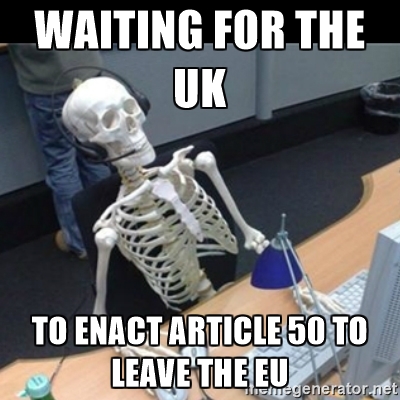 WAITING FOR THE
UK
TO ENACT ARTICLE 50 TO
LEAVE THE EU
memegenerator.net